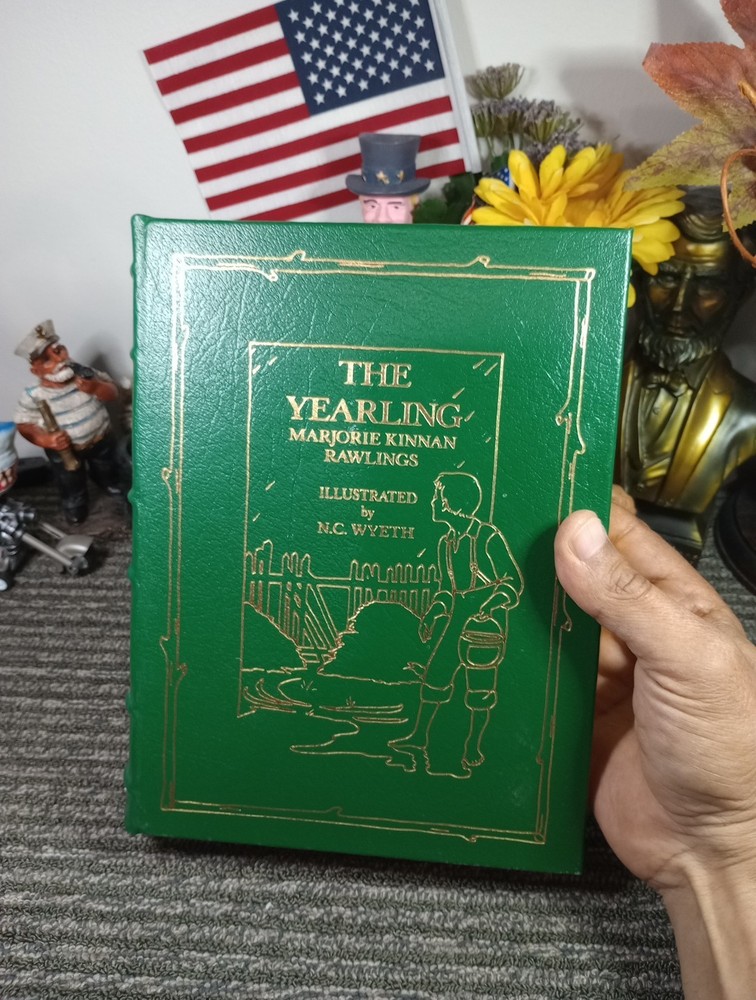 THE
YEARLING
MARJORIE KINNAN
RAWLINGS
ILLUSTRATED
by
N.C. WYETH